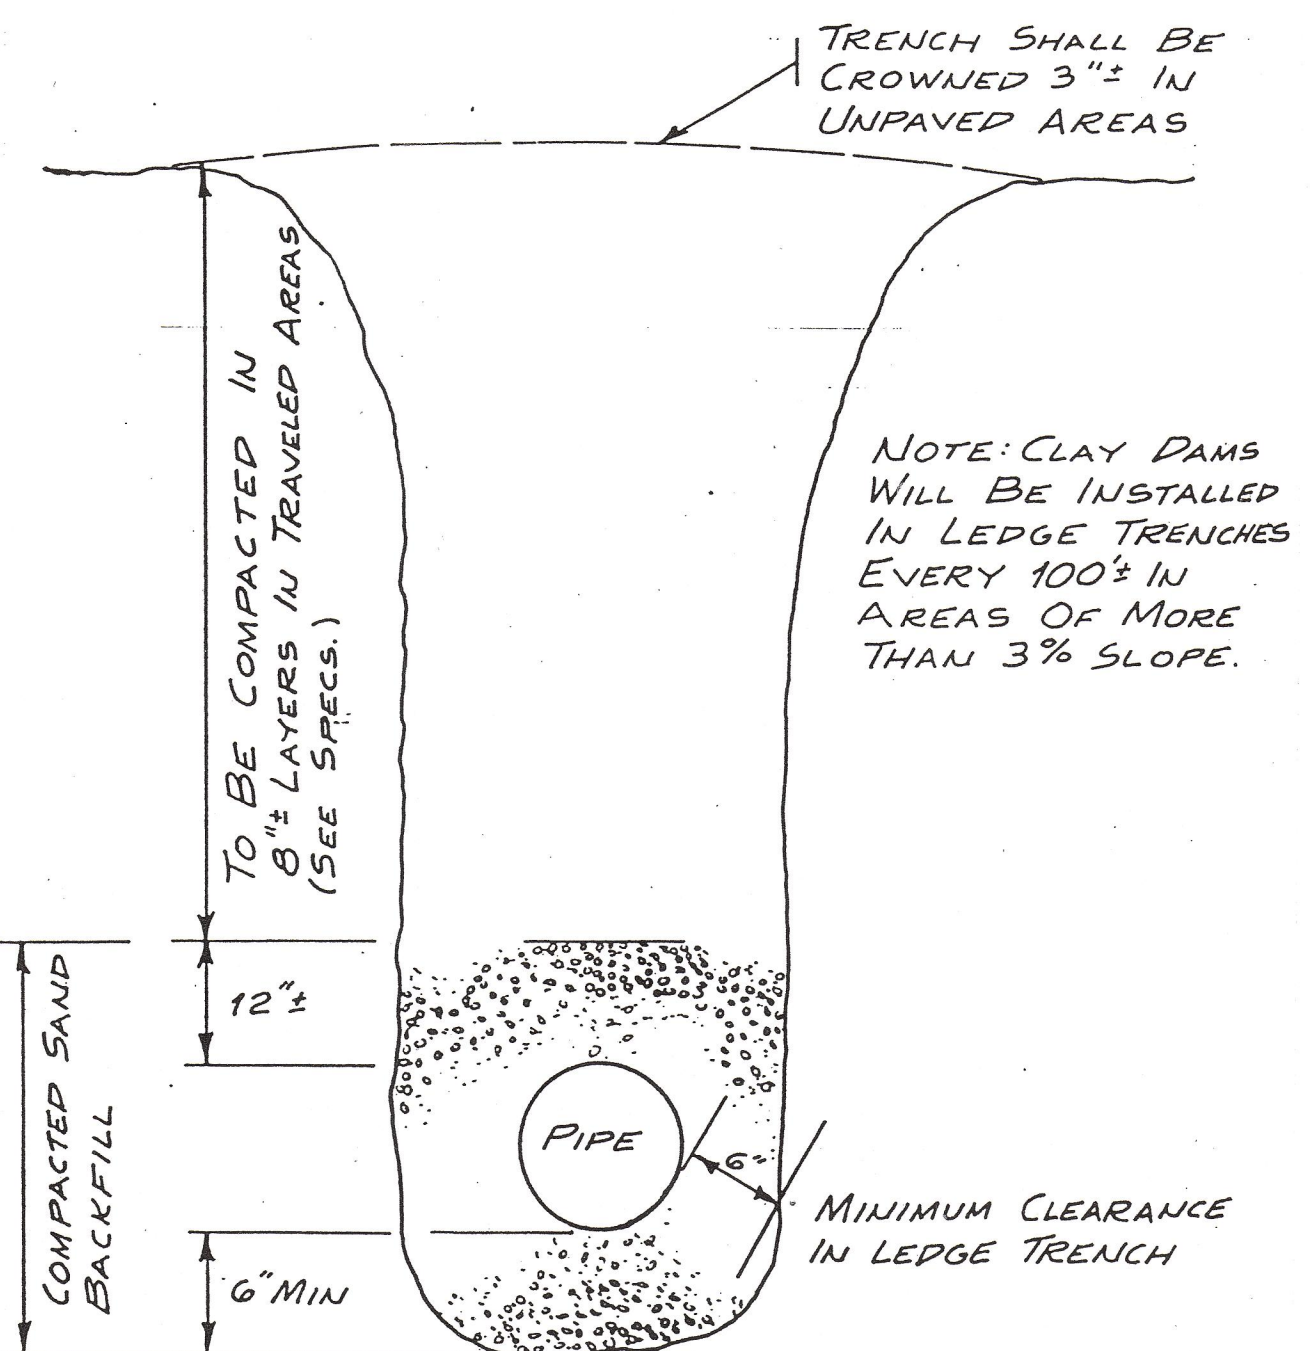 TRENCH SHALL BE
CROWNED 3"± IN
UNPAVED AREAS
TO BE COMPACTED IN
8"± LAYERS IN TRAVELED AREAS
(SEE SPECS.)
NOTE: CLAY DAMS
WILL BE INSTALLED
IN LEDGE TRENCHES
EVERY 100'± IN
AREAS OF MORE
THAN 3% SLOPE.
COMPACTED SAND
BACKFILL
12"±
PIPE
6"
MINIMUM CLEARANCE
IN LEDGE TRENCH
6" MIN